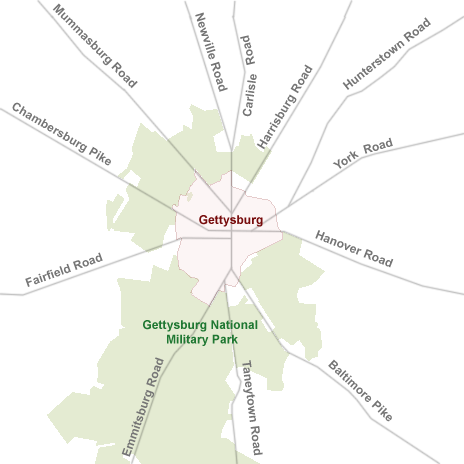 Mummasburg Road
Newville Road
Carlisle Road
Harrisburg Road
Hunterstown Road
Chambersburg Pike
York Road
Gettysburg
Hanover Road
Fairfield Road
Gettysburg National
Military Park
Emmitsburg Road
Taneytown Road
Baltimore Pike